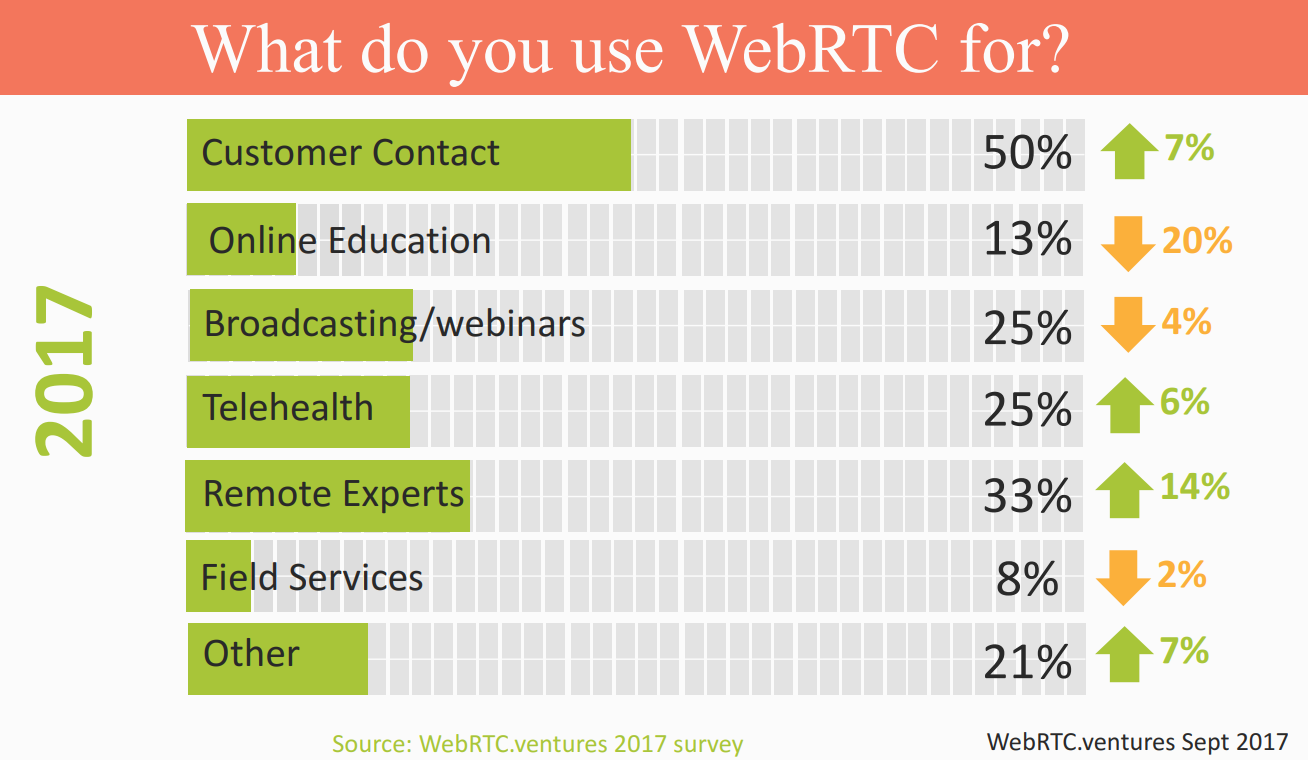 What do you use WebRTC for?
2017
Customer Contact 50% 7%
Online Education 13% 20%
Broadcasting/webinars 25% 4%
Telehealth 25% 6%
Remote Experts 33% 14%
Field Services 8% 2%
Other 21% 7%
Source: WebRTC.ventures 2017 survey
WebRTC.ventures Sept 2017